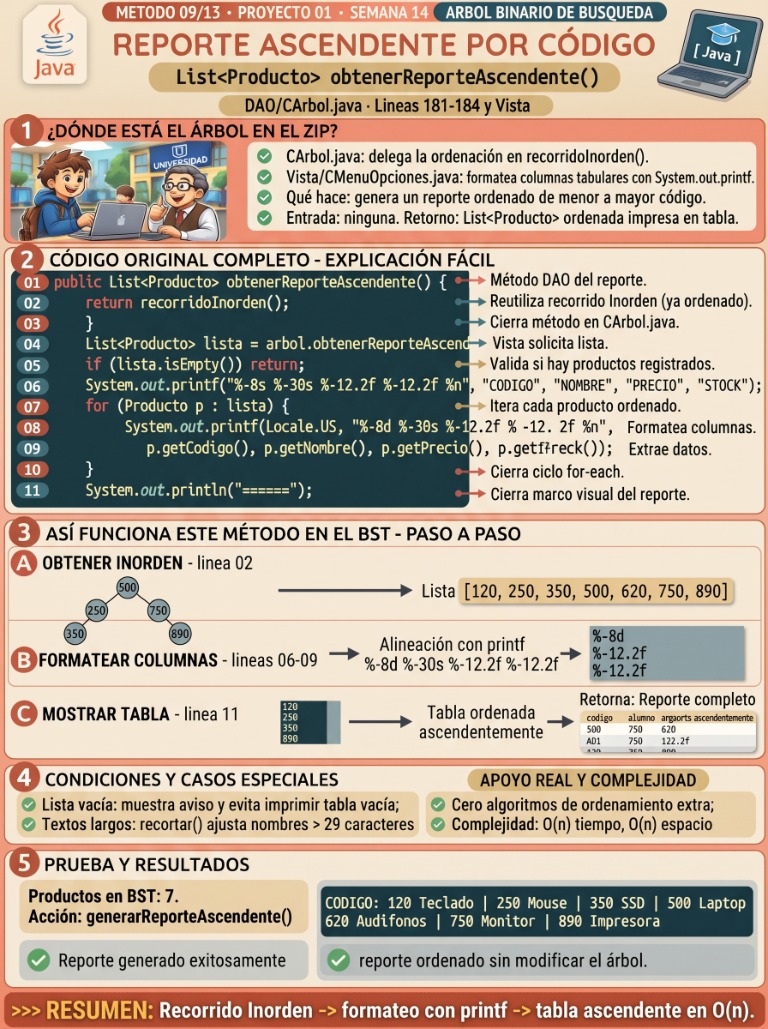 METODO 09/13 • PROYECTO 01 • SEMANA 14 | ARBOL BINARIO DE BUSQUEDA
Java
REPORTE ASCENDENTE POR CÓDIGO
[ Java ]
List<Producto> obtenerReporteAscendente()
DAO/CArbol.java · Lineas 181-184 y Vista
1 ¿DÓNDE ESTÁ EL ÁRBOL EN EL ZIP?
UNIVERSIDAD
CArbol.java: delega la ordenación en recorridoInorden().
Vista/CMenuOpciones.java: formatea columnas tabulares con System.out.printf.
Qué hace: genera un reporte ordenado de menor a mayor código.
Entrada: ninguna. Retorno: List<Producto> ordenada impresa en tabla.
2 CÓDIGO ORIGINAL COMPLETO - EXPLICACIÓN FÁCIL
01 public List<Producto> obtenerReporteAscendente() { Método DAO del reporte.
02 return recorridoInorden(); Reutiliza recorrido Inorden (ya ordenado).
03 } Cierra método en CArbol.java.
04 List<Producto> lista = arbol.obtenerReporteAscend Vista solicita lista.
05 if (lista.isEmpty()) return; Valida si hay productos registrados.
06 System.out.printf("%-8s %-30s %-12.2f %-12.2f %n", "CODIGO", "NOMBRE", "PRECIO", "STOCK");
07 for (Producto p : lista) { Itera cada producto ordenado.
08 System.out.printf(Locale.US, "%-8d %-30s %-12.2f % -12. 2f %n", Formatea columnas.
09 p.getCodigo(), p.getNombre(), p.getPrecio(), Extrae datos.
10 } Cierra ciclo for-each.
11 System.out.println("======"); Cierra marco visual del reporte.
3 ASÍ FUNCIONA ESTE MÉTODO EN EL BST - PASO A PASO
A OBTENER INORDEN - linea 02
500
250 750
350 890
Lista [120, 250, 350, 500, 620, 750, 890]
B FORMATEAR COLUMNAS - lineas 06-09
Alineación con printf
%-8d %-30s %-12.2f %-12.2f
%-8d
%-12.2f
%-12.2f
C MOSTRAR TABLA - linea 11
120
250
350
890
Tabla ordenada
ascendentemente
Retorna: Reporte completo
codigo alumno argaorts ascendentemente
500 750 620
AD1 750 122.2f
4 CONDICIONES Y CASOS ESPECIALES
Lista vacía: muestra aviso y evita imprimir tabla vacía;
Textos largos: recortar() ajusta nombres > 29 caracteres
APOYO REAL Y COMPLEJIDAD
Cero algoritmos de ordenamiento extra;
Complejidad: O(n) tiempo, O(n) espacio
5 PRUEBA Y RESULTADOS
Productos en BST: 7.
Acción: generarReporteAscendente()
CODIGO: 120 Teclado | 250 Mouse | 350 SSD | 500 Laptop
620 Audifonos | 750 Monitor | 890 Impresora
Reporte generado exitosamente
reporte ordenado sin modificar el árbol.
>>> RESUMEN: Recorrido Inorden -> formateo con printf -> tabla ascendente en O(n).